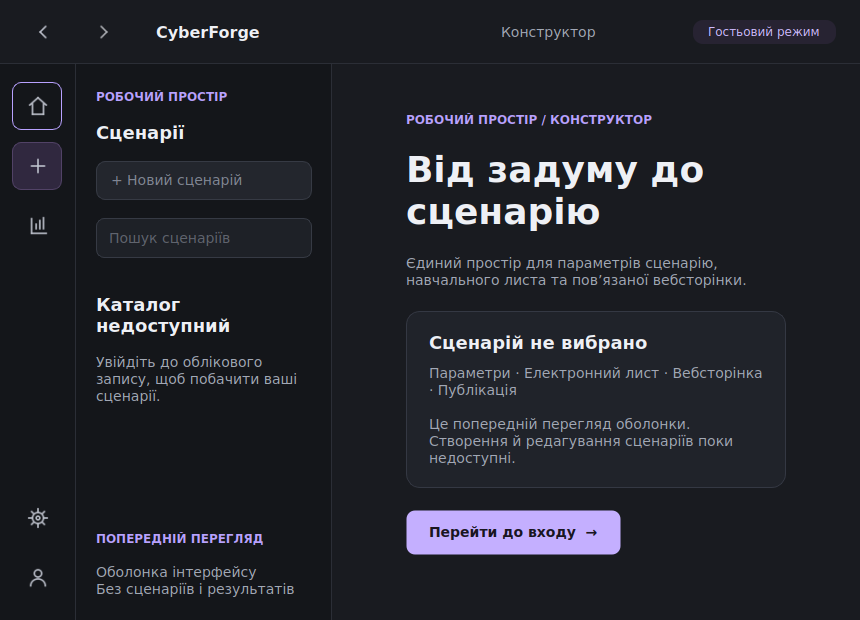 CyberForge
Конструктор
Гостьовий режим
РОБОЧИЙ ПРОСТІР
Сценарії
+ Новий сценарій
Пошук сценаріїв
Каталог
недоступний
Увійдіть до облікового
запису, щоб побачити ваші
сценарії.
ПОПЕРЕДНІЙ ПЕРЕГЛЯД
Оболонка інтерфейсу
Без сценаріїв і результатів
РОБОЧИЙ ПРОСТІР / КОНСТРУКТОР
Від задуму до
сценарію
Єдиний простір для параметрів сценарію,
навчального листа та пов’язаної вебсторінки.
Сценарій не вибрано
Параметри · Електронний лист · Вебсторінка
· Публікація
Це попередній перегляд оболонки.
Створення й редагування сценаріїв поки
недоступні.
Перейти до входу →